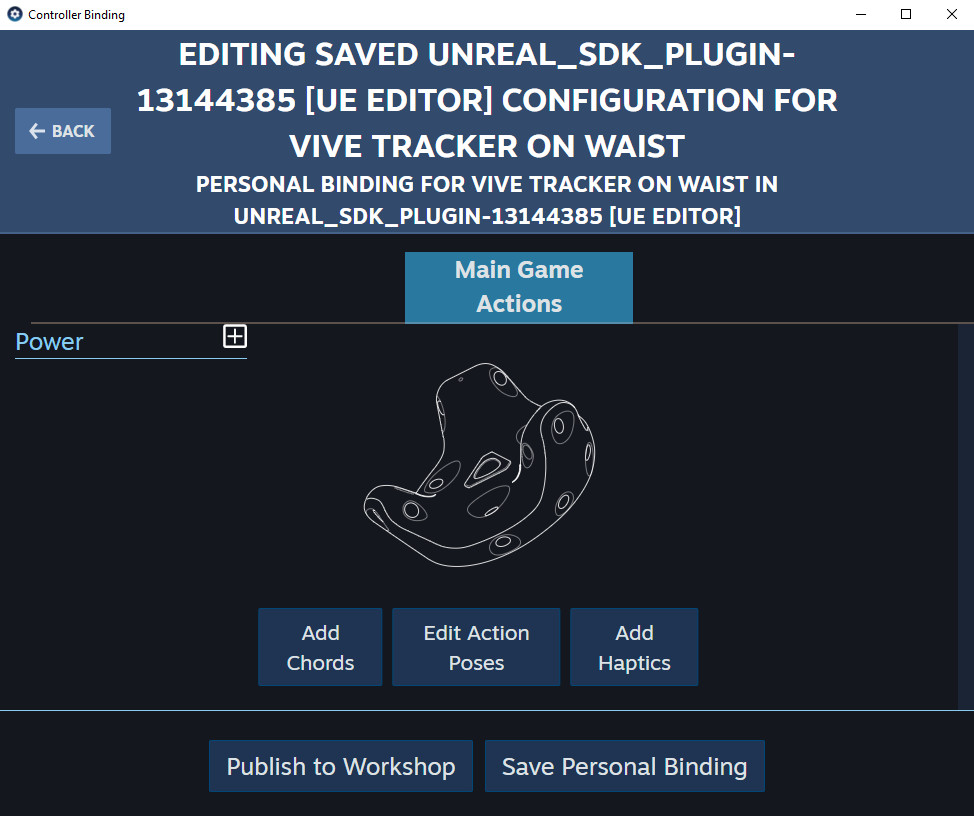 Controller Binding
EDITING SAVED UNREAL_SDK_PLUGIN-
13144385 [UE EDITOR] CONFIGURATION FOR
VIVE TRACKER ON WAIST
← BACK
PERSONAL BINDING FOR VIVE TRACKER ON WAIST IN
UNREAL_SDK_PLUGIN-13144385 [UE EDITOR]
Main Game
Actions
Power
Add
Chords
Edit Action
Poses
Add
Haptics
Publish to Workshop
Save Personal Binding